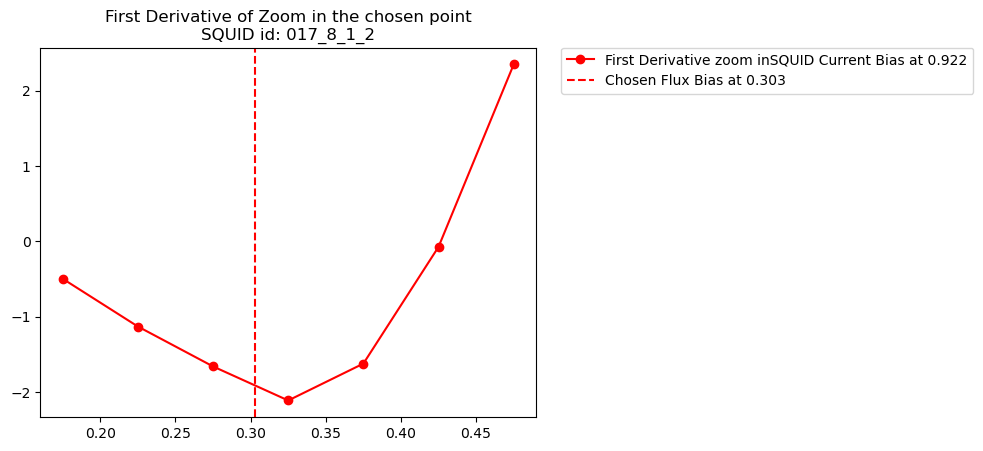 First Derivative of Zoom in the chosen point
SQUID id: 017_8_1_2
First Derivative zoom inSQUID Current Bias at 0.922
Chosen Flux Bias at 0.303
2
1
0
−1
−2
0.20 0.25 0.30 0.35 0.40 0.45